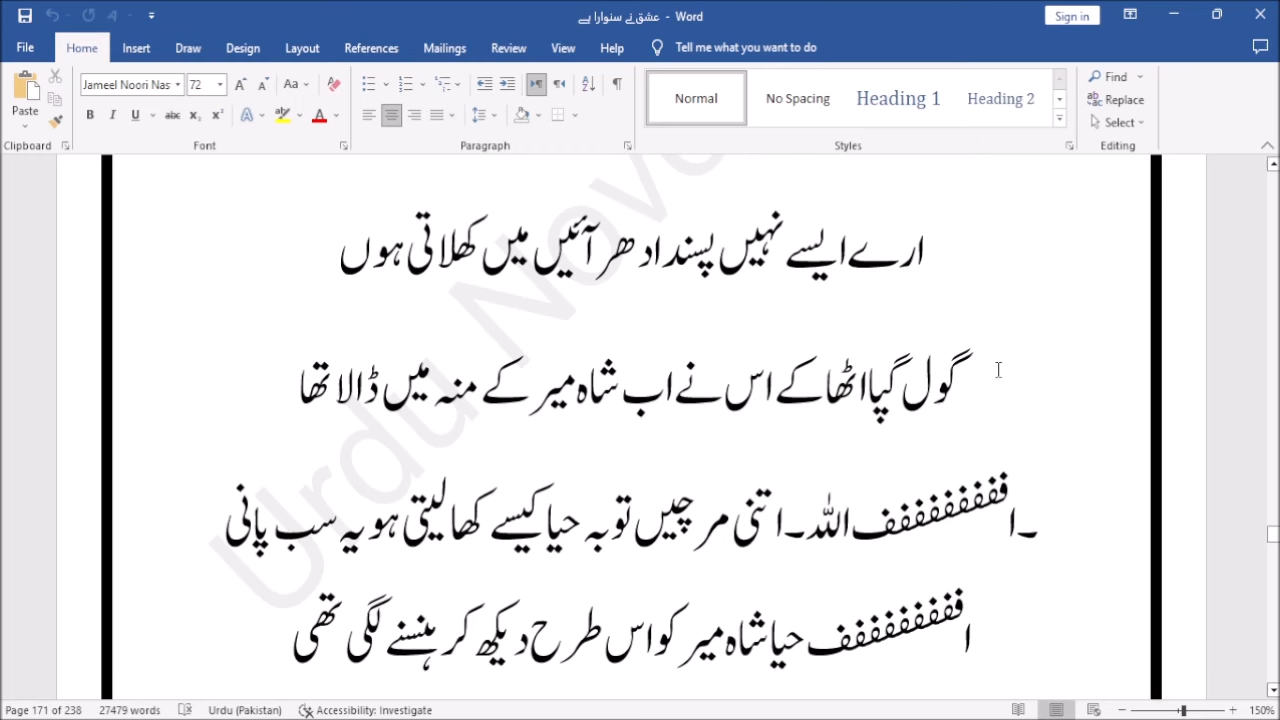 عشق نے سنوارا ہے - Word
Sign in
File Home Insert Draw Design Layout References Mailings Review View Help Tell me what you want to do
Paste
Jameel Noori Nas 72
Normal
No Spacing
Heading 1
Heading 2
Find
Replace
Select
Clipboard Font Paragraph Styles Editing
ارے ایسے نہیں پسند ادھر آئیں میں کھلاتی ہوں
گول گپا اٹھا کے اس نے اب شاہ میر کے منہ میں ڈالا تھا
۔اففففففففف اللہ ۔ اتنی مرچیں توبہ حیا کیسے کھا لیتی ہو یہ سب پانی
اففففففففف حیا شاہ میر کو اس طرح دیکھ کر ہنسنے لگی تھی
Urdu Nove
Page 171 of 238 27479 words Urdu (Pakistan) Accessibility: Investigate 150%